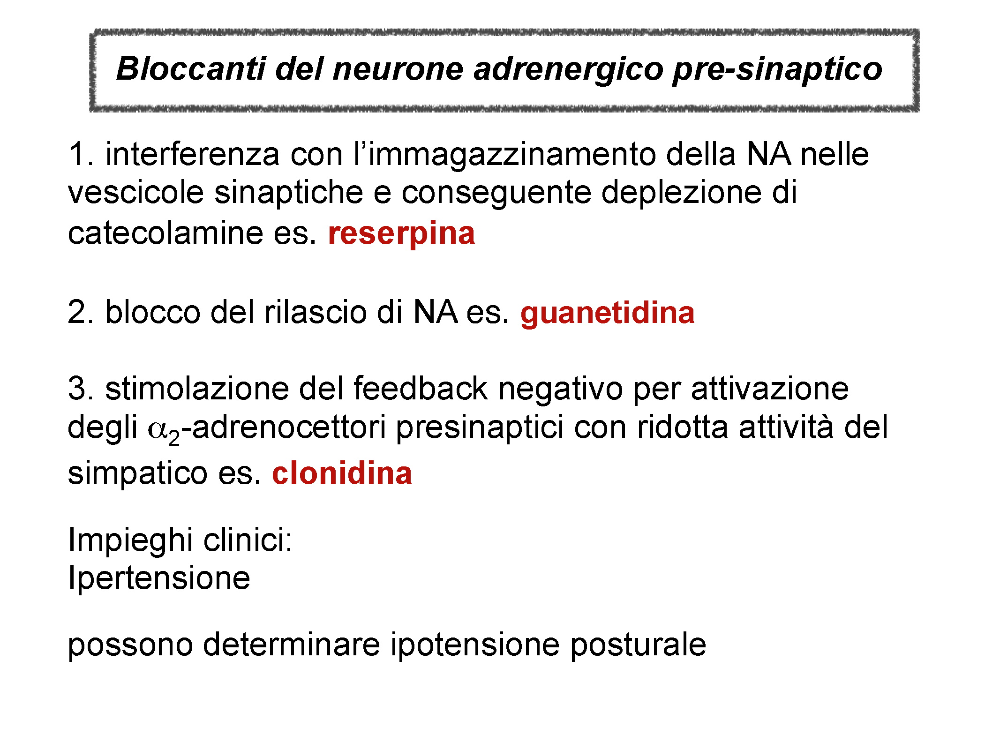 Bloccanti del neurone adrenergico pre-sinaptico
1. interferenza con l’immagazzinamento della NA nelle
vescicole sinaptiche e conseguente deplezione di
catecolamine es. reserpina
2. blocco del rilascio di NA es. guanetidina
3. stimolazione del feedback negativo per attivazione
degli α₂-adrenocettori presinaptici con ridotta attività del
simpatico es. clonidina
Impieghi clinici:
Ipertensione
possono determinare ipotensione posturale